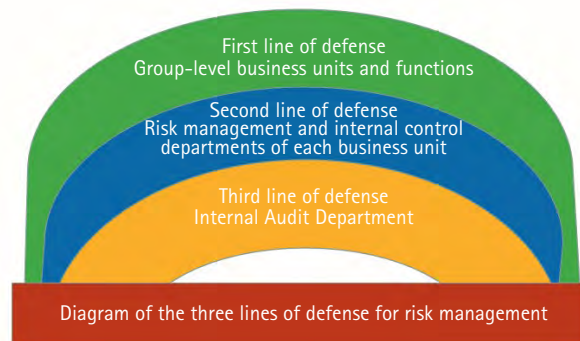 First line of defense
Group-level business units and functions
Second line of defense
Risk management and internal control
departments of each business unit
Third line of defense
Internal Audit Department
Diagram of the three lines of defense for risk management